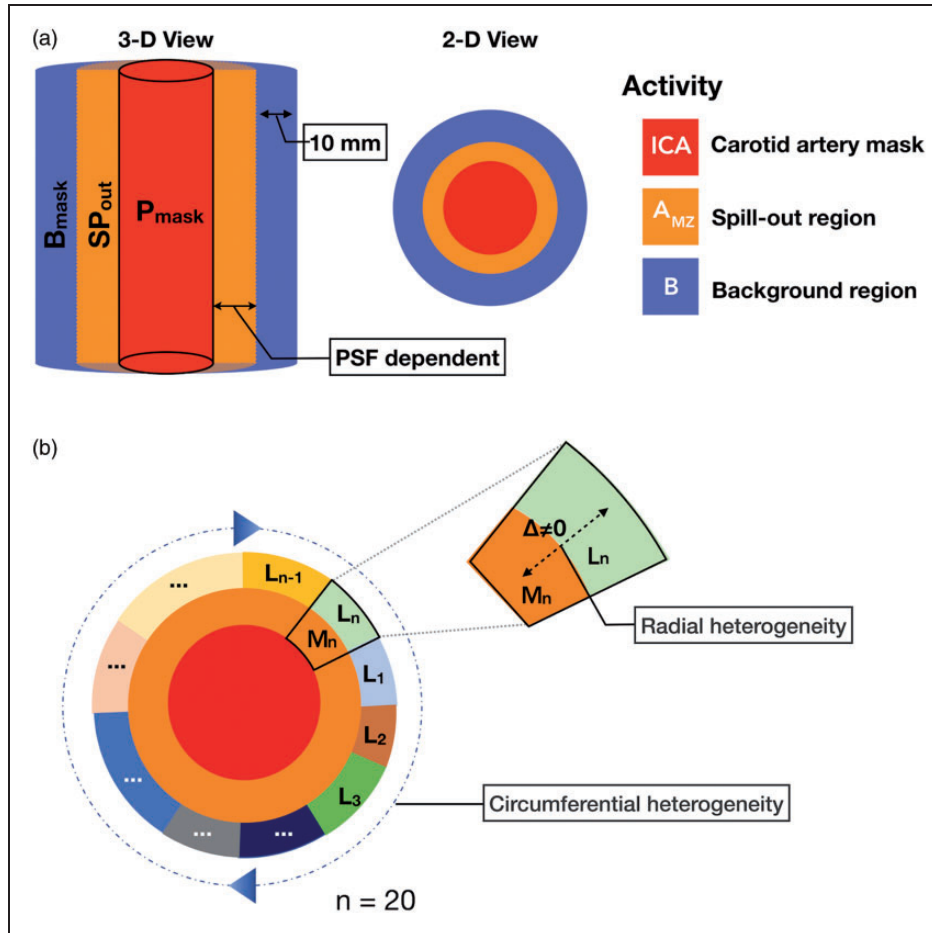 (a)
3-D View
2-D View
Activity
10 mm
Bmask
SPout
Pmask
ICA
Carotid artery mask
AMZ
Spill-out region
B
Background region
PSF dependent
(b)
Δ≠0
Ln
Mn
Radial heterogeneity
...
Ln-1
Ln
Mn
...
L1
L2
...
L3
...
...
Circumferential heterogeneity
n = 20